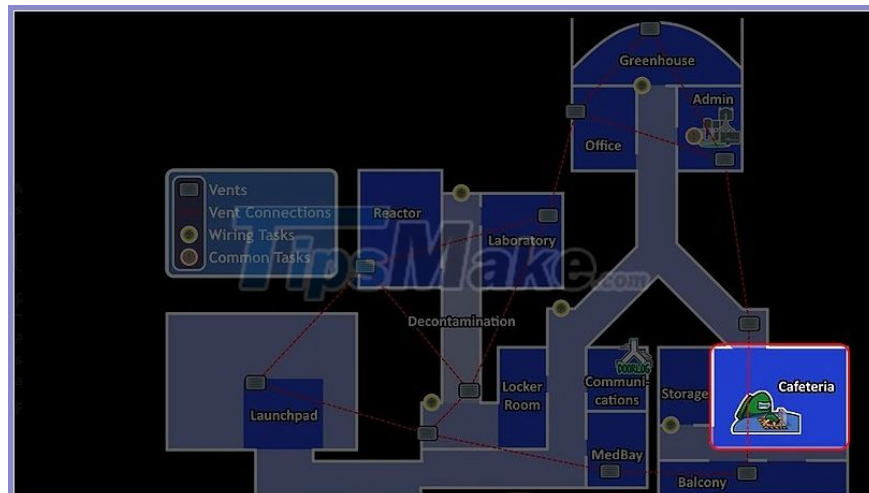 Greenhouse
Admin
Office
Vents
Vent Connections
Wiring Tasks
Common Tasks
Reactor
Laboratory
TipsMake.com
Decontamination
Launchpad
Locker
Room
Communi-
cations
DOORLOG
Storage
Cafeteria
MedBay
Balcony